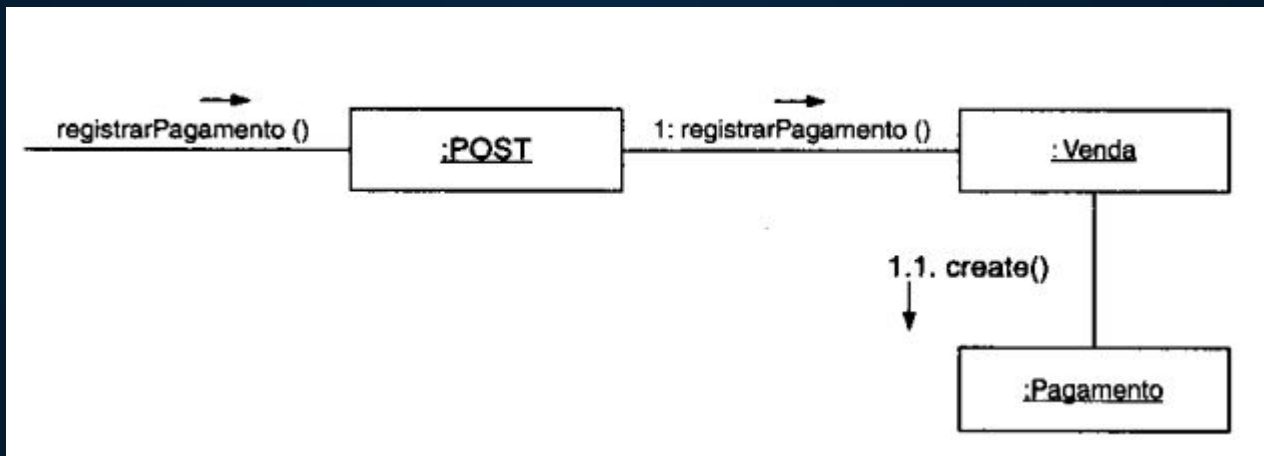 registrarPagamento ()
:POST
1: registrarPagamento ()
: Venda
1.1. create()
:Pagamento